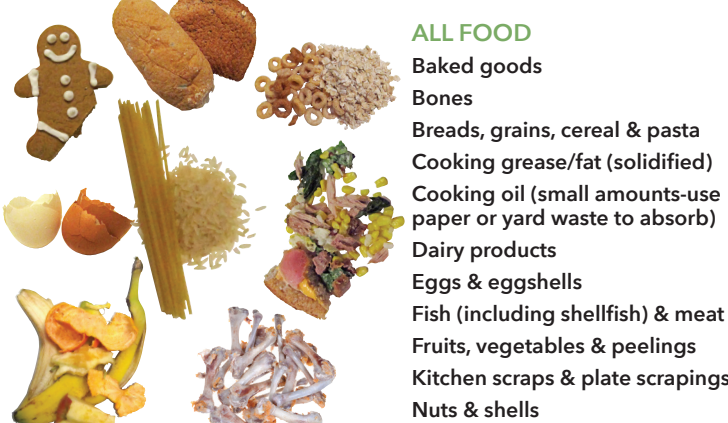 ALL FOOD
Baked goods
Bones
Breads, grains, cereal & pasta
Cooking grease/fat (solidified)
Cooking oil (small amounts-use
paper or yard waste to absorb)
Dairy products
Eggs & eggshells
Fish (including shellfish) & meat
Fruits, vegetables & peelings
Kitchen scraps & plate scrapings
Nuts & shells